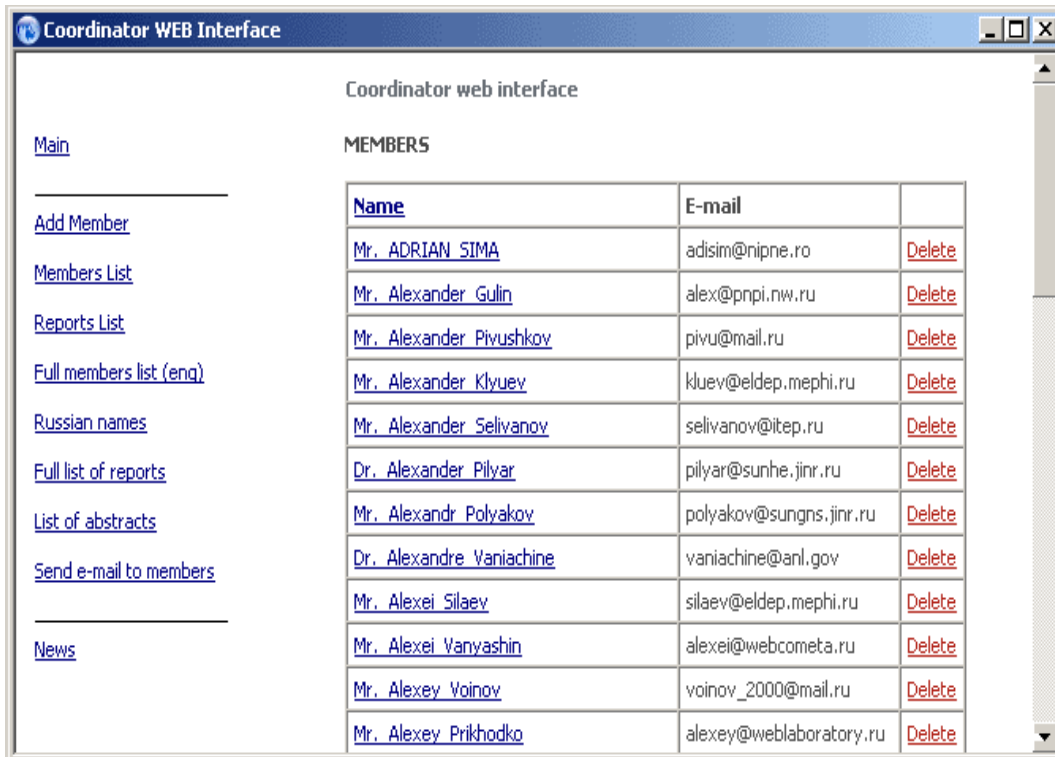 Coordinator WEB Interface
Coordinator web interface
Main
MEMBERS
Add Member
Members List
Reports List
Full members list (eng)
Russian names
Full list of reports
List of abstracts
Send e-mail to members
News
Name E-mail
Mr. ADRIAN SIMA adisim@nipne.ro Delete
Mr. Alexander Gulin alex@pnpi.nw.ru Delete
Mr. Alexander Pivushkov pivu@mail.ru Delete
Mr. Alexander Klyuev kluev@eldep.mephi.ru Delete
Mr. Alexander Selivanov selivanov@itep.ru Delete
Dr. Alexander Pilyar pilyar@sunhe.jinr.ru Delete
Mr. Alexandr Polyakov polyakov@sungns.jinr.ru Delete
Dr. Alexandre Vaniachine vaniachine@anl.gov Delete
Mr. Alexei Silaev silaev@eldep.mephi.ru Delete
Mr. Alexei Vanyashin alexei@webcometa.ru Delete
Mr. Alexey Voinov voinov_2000@mail.ru Delete
Mr. Alexey Prikhodko alexey@weblaboratory.ru Delete